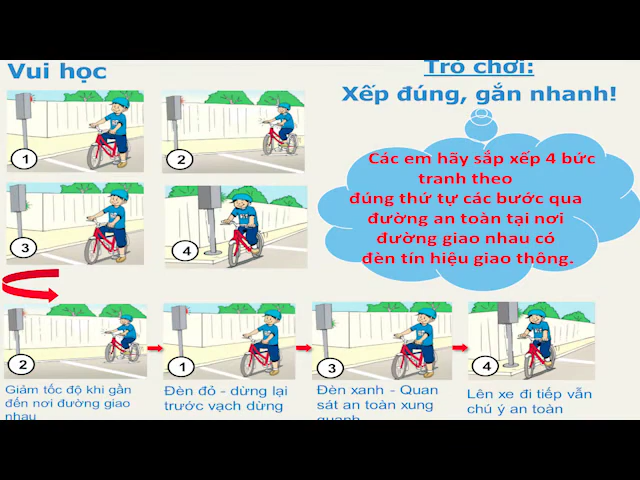 Vui học
Trò chơi:
Xếp đúng, gắn nhanh!
1
2
3
4
Các em hãy sắp xếp 4 bức
tranh theo
đúng thứ tự các bước qua
đường an toàn tại nơi
đường giao nhau có
đèn tín hiệu giao thông.
2
1
3
4
Giảm tốc độ khi gần
đến nơi đường giao
nhau
Đèn đỏ - dừng lại
trước vạch dừng
Đèn xanh - Quan
sát an toàn xung
quanh
Lên xe đi tiếp vẫn
chú ý an toàn